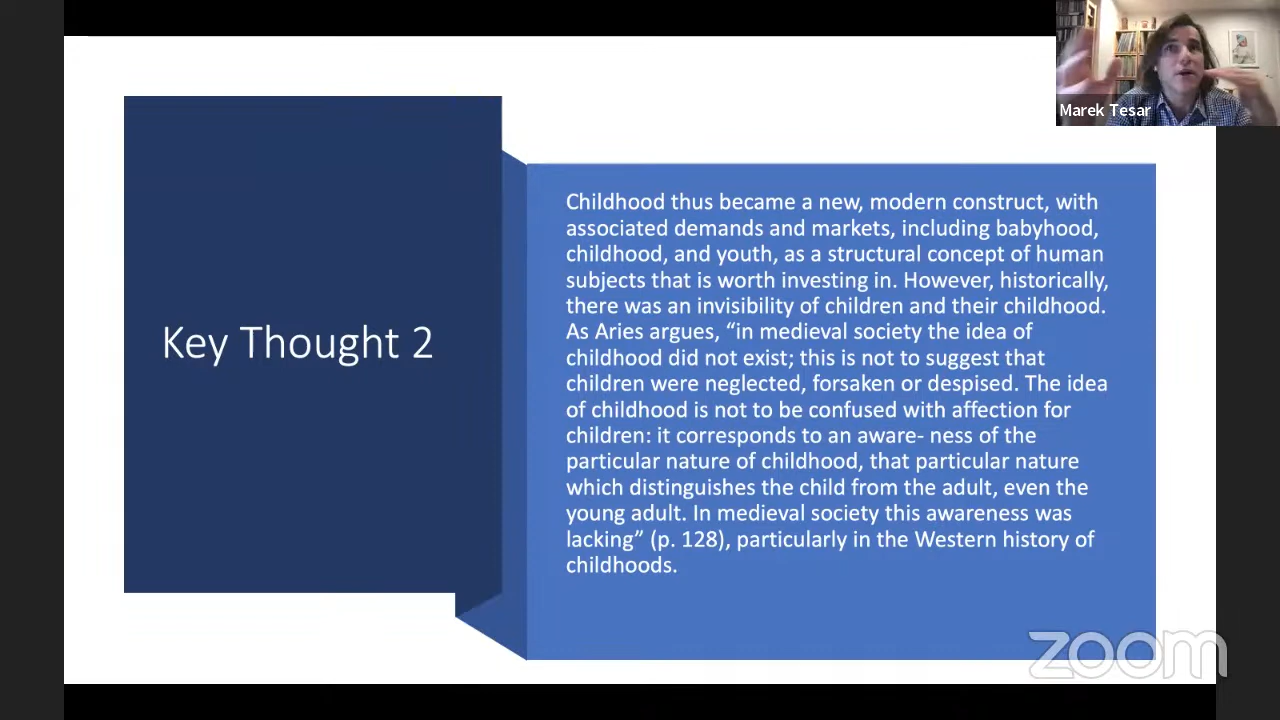 Marek Tesar
Key Thought 2
Childhood thus became a new, modern construct, with
associated demands and markets, including babyhood,
childhood, and youth, as a structural concept of human
subjects that is worth investing in. However, historically,
there was an invisibility of children and their childhood.
As Aries argues, “in medieval society the idea of
childhood did not exist; this is not to suggest that
children were neglected, forsaken or despised. The idea
of childhood is not to be confused with affection for
children: it corresponds to an aware- ness of the
particular nature of childhood, that particular nature
which distinguishes the child from the adult, even the
young adult. In medieval society this awareness was
lacking” (p. 128), particularly in the Western history of
childhoods.
zoom